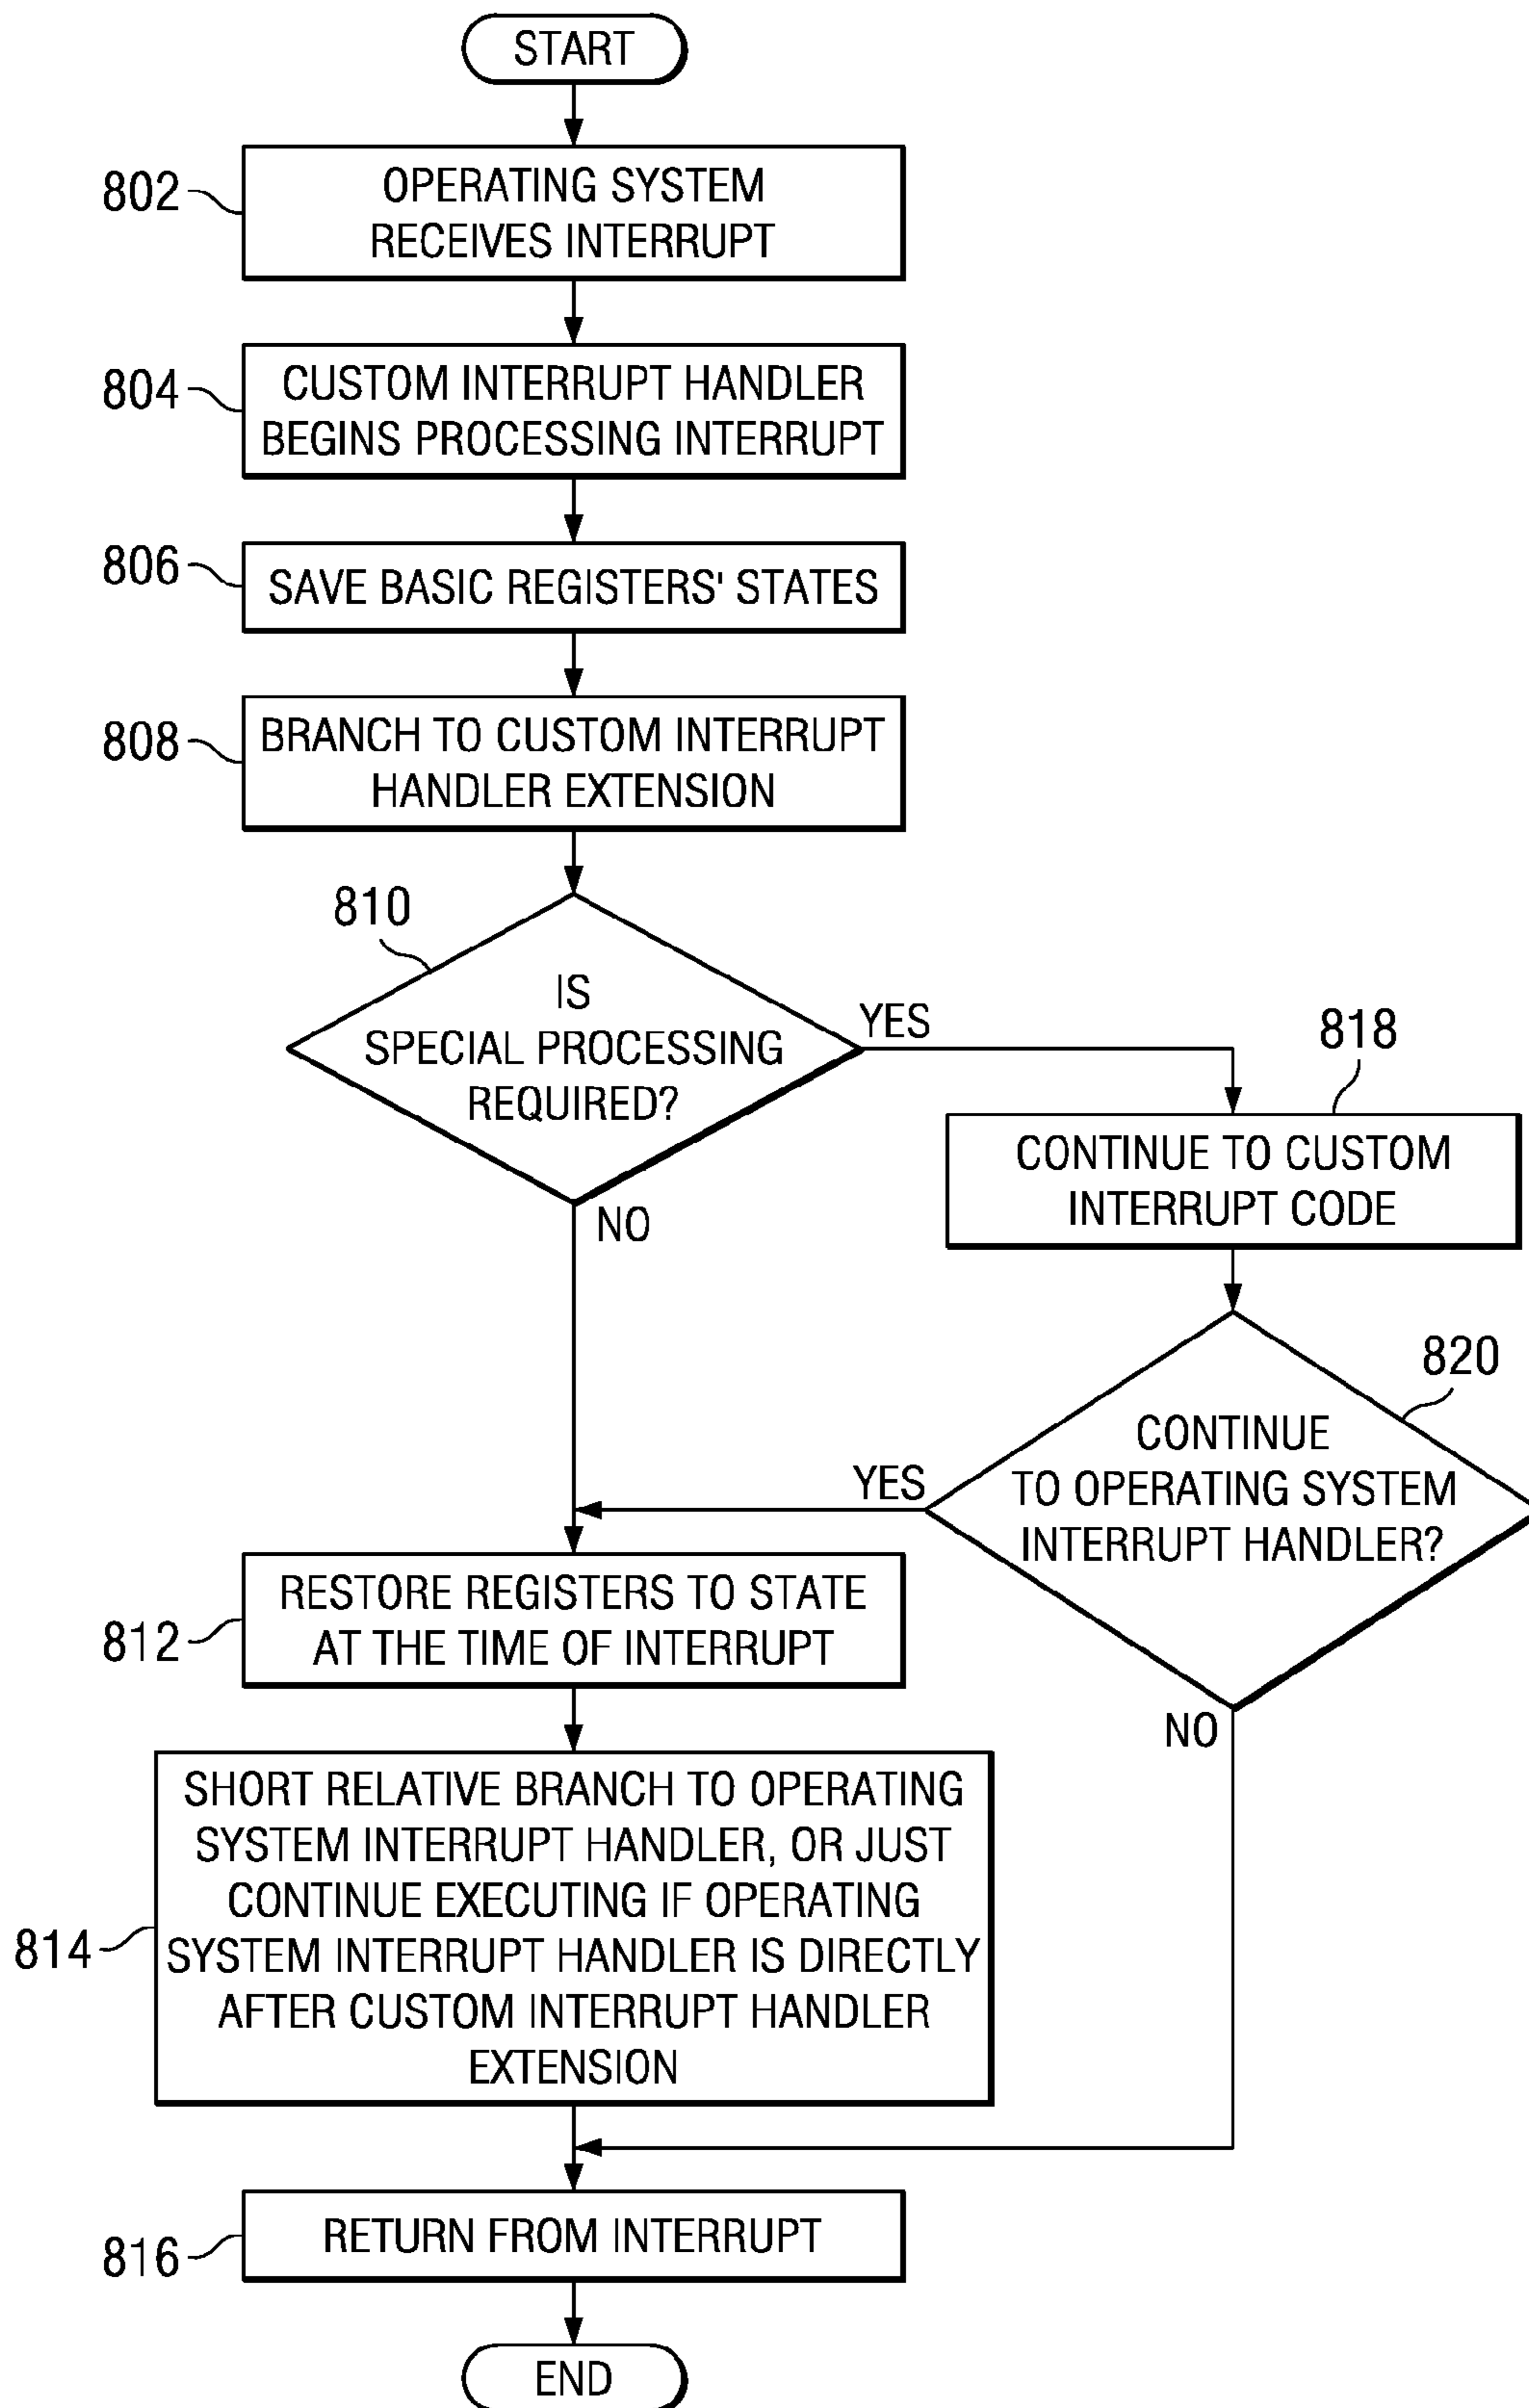 START
802
OPERATING SYSTEM
RECEIVES INTERRUPT
804
CUSTOM INTERRUPT HANDLER
BEGINS PROCESSING INTERRUPT
806
SAVE BASIC REGISTERS' STATES
808
BRANCH TO CUSTOM INTERRUPT
HANDLER EXTENSION
810
IS
SPECIAL PROCESSING
REQUIRED?
YES
NO
818
CONTINUE TO CUSTOM
INTERRUPT CODE
820
CONTINUE
TO OPERATING SYSTEM
INTERRUPT HANDLER?
YES
NO
812
RESTORE REGISTERS TO STATE
AT THE TIME OF INTERRUPT
814
SHORT RELATIVE BRANCH TO OPERATING
SYSTEM INTERRUPT HANDLER, OR JUST
CONTINUE EXECUTING IF OPERATING
SYSTEM INTERRUPT HANDLER IS DIRECTLY
AFTER CUSTOM INTERRUPT HANDLER
EXTENSION
816
RETURN FROM INTERRUPT
END